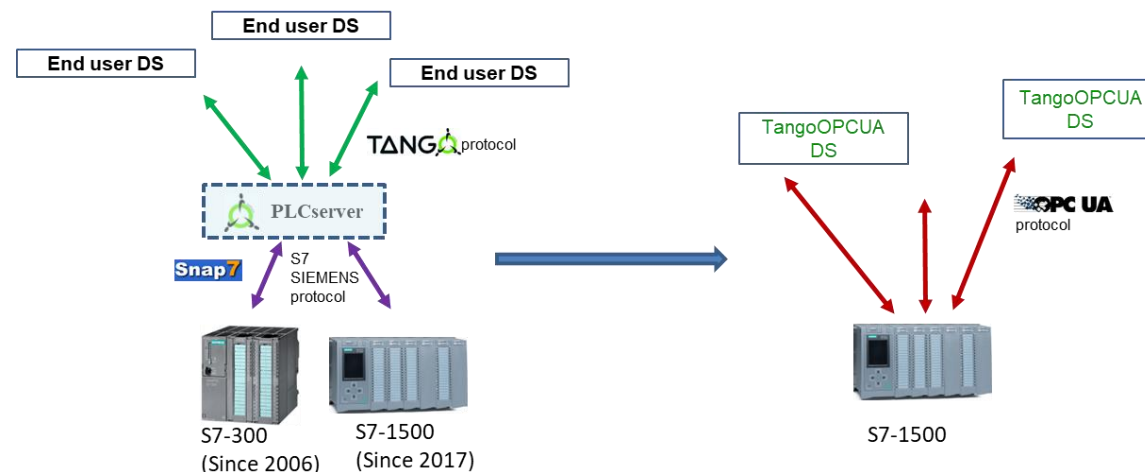 End user DS
End user DS
End user DS
TANGO protocol
PLCserver
Snap7
S7
SIEMENS
protocol
S7-300
(Since 2006)
S7-1500
(Since 2017)
TangoOPCUA
DS
TangoOPCUA
DS
OPC UA
protocol
S7-1500